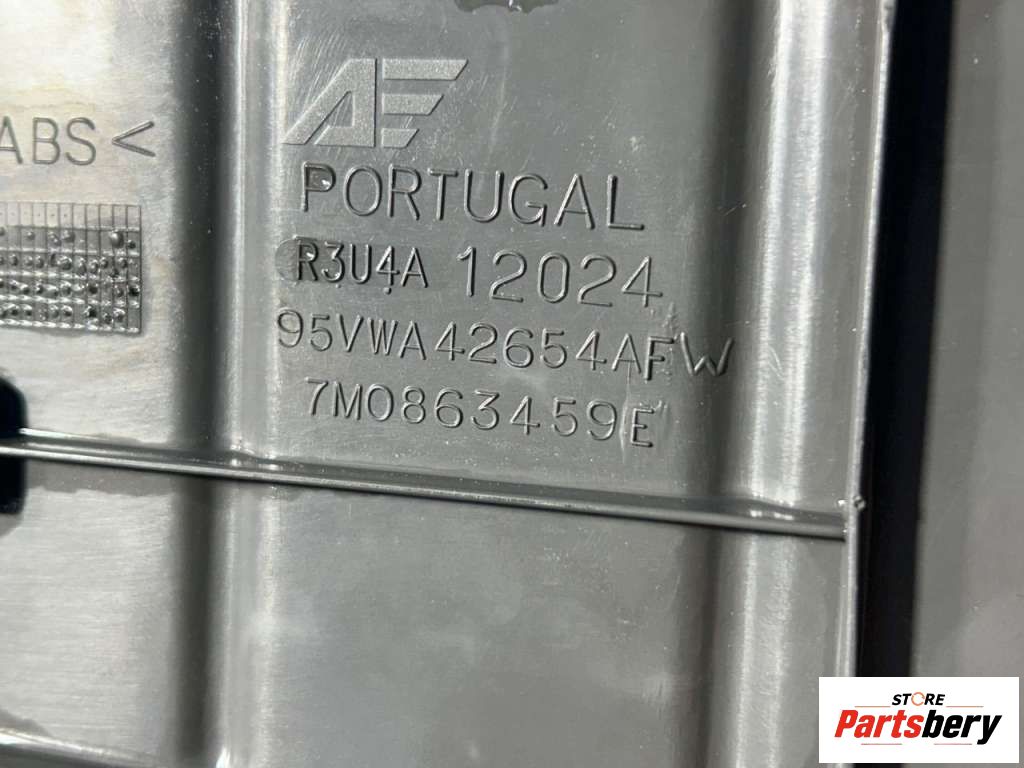 AE
ABS <
PORTUGAL
R3U4A 12024
95VWA42654AFW
7M0863459E
STORE
Partsbery